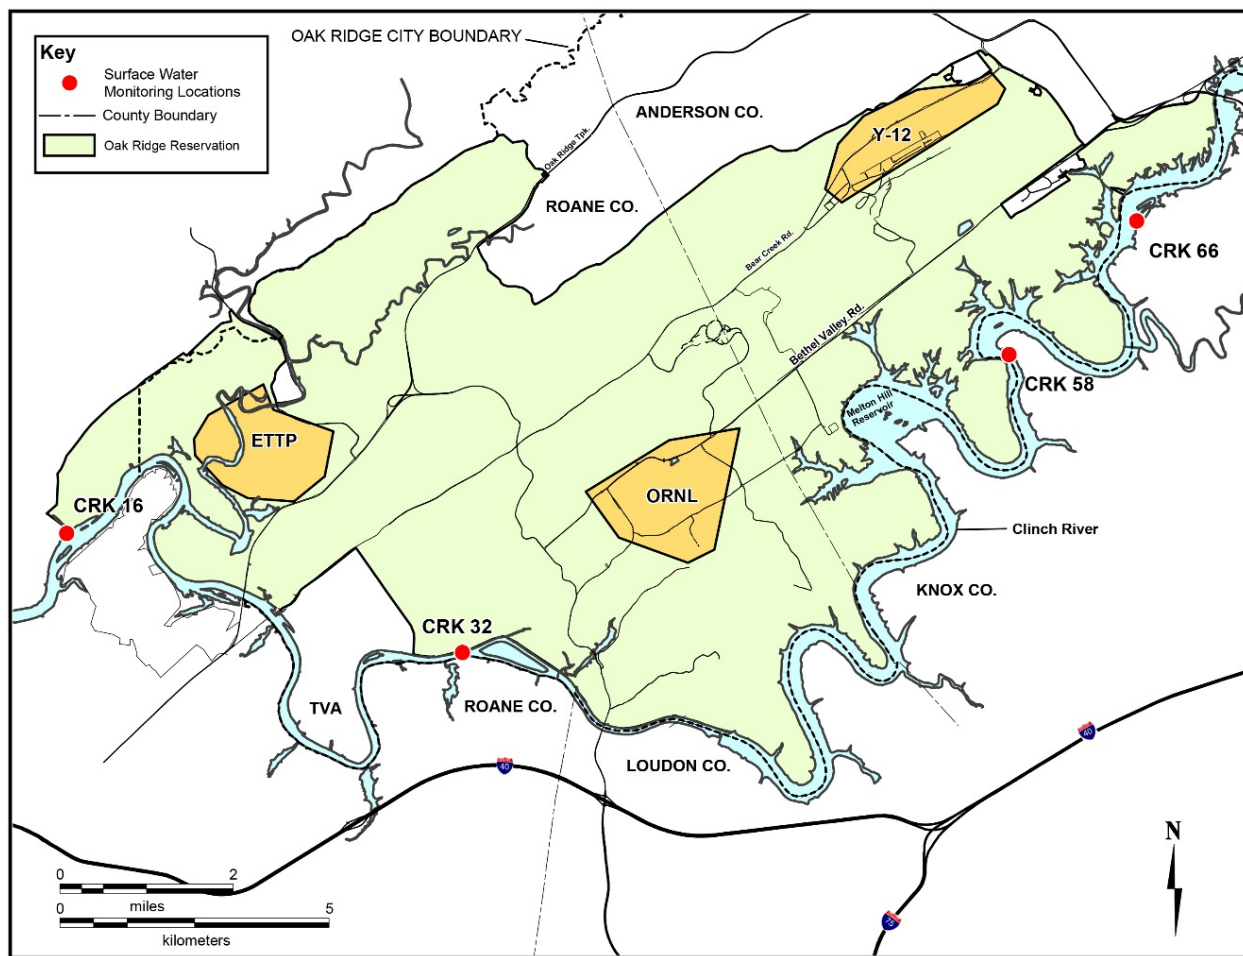 OAK RIDGE CITY BOUNDARY
Key
Surface Water
Monitoring Locations
County Boundary
Oak Ridge Reservation
ANDERSON CO.
Y-12
Oak Ridge Tpk.
ROANE CO.
Bear Creek Rd.
CRK 66
Bethel Valley Rd.
CRK 58
Melton Hill
Reservoir
ETTP
CRK 16
ORNL
Clinch River
KNOX CO.
CRK 32
ROANE CO.
TVA
LOUDON CO.
40
40
75
N
0 2
miles
0 5
kilometers